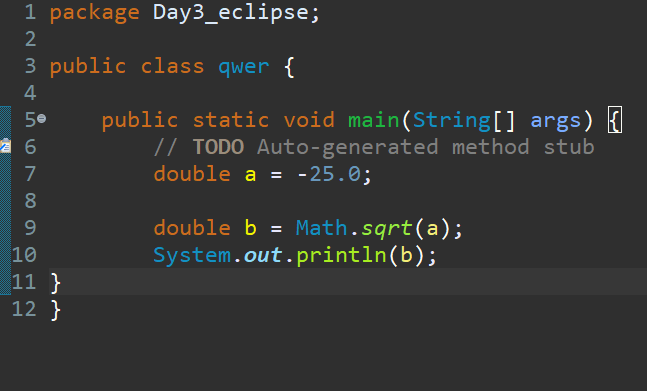 1 package Day3_eclipse;
2
3 public class qwer {
4
5 public static void main(String[] args) {
6 // TODO Auto-generated method stub
7 double a = -25.0;
8
9 double b = Math.sqrt(a);
10 System.out.println(b);
11 }
12 }